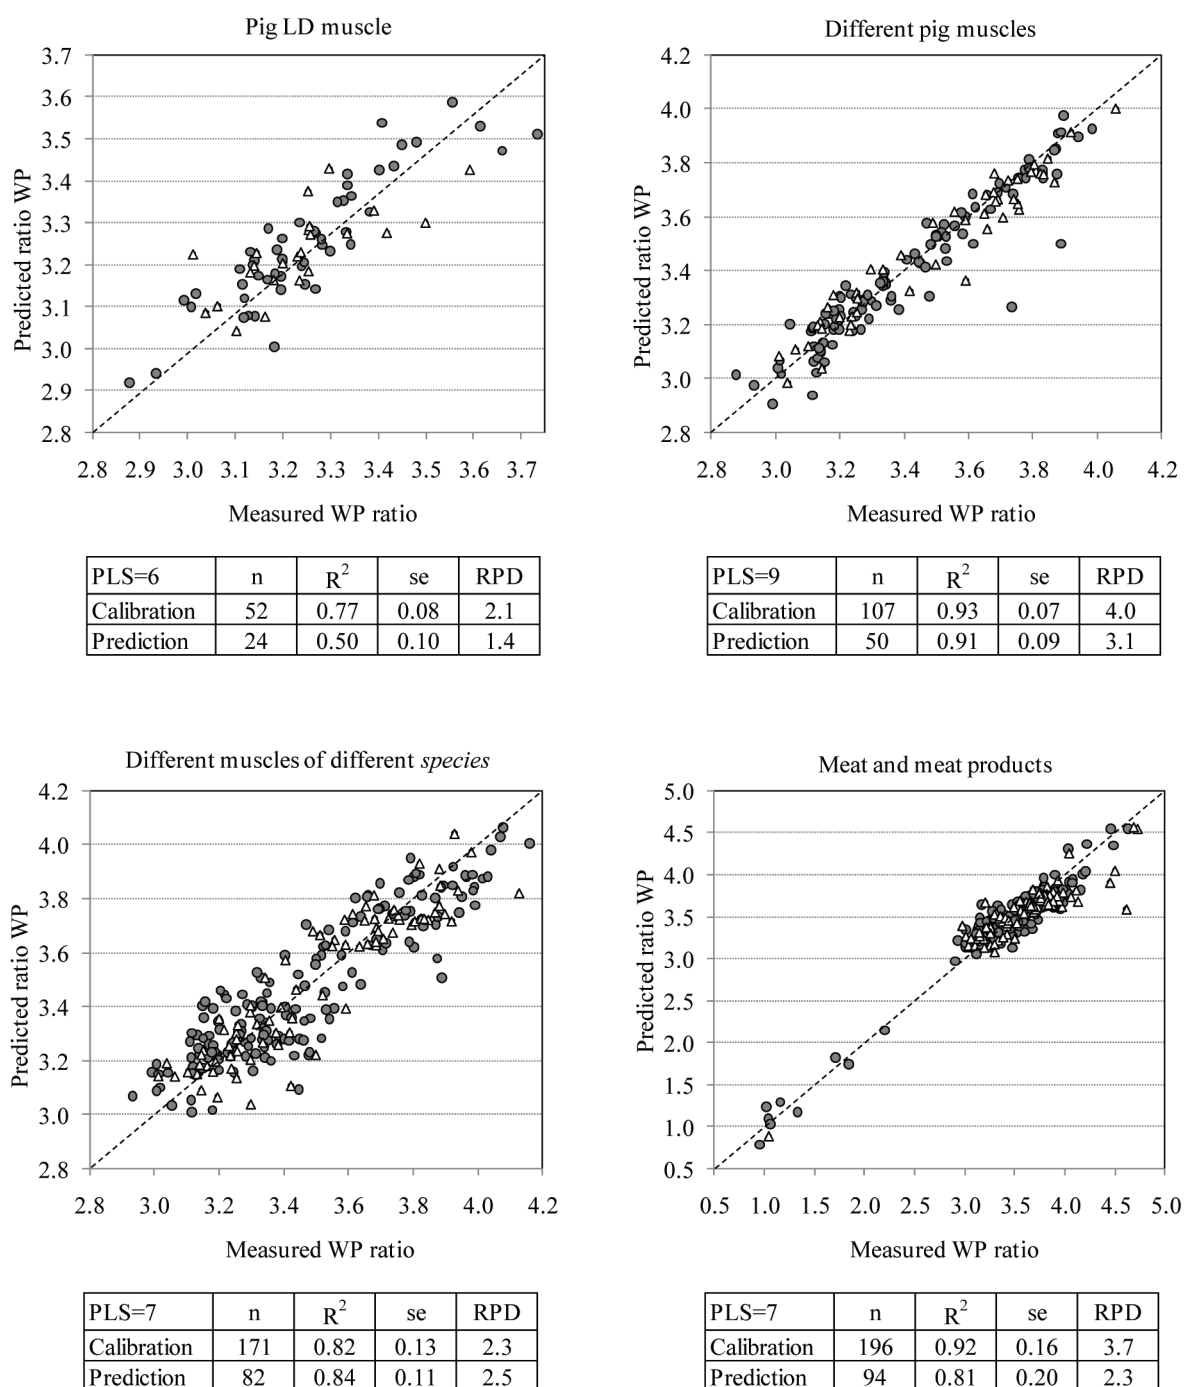 Pig LD muscle
3.7
3.6
3.5
3.4
3.3
3.2
3.1
3.0
2.9
2.8
Predicted ratio WP
2.8 2.9 3.0 3.1 3.2 3.3 3.4 3.5 3.6 3.7
Measured WP ratio
PLS=6 n R² se RPD
Calibration 52 0.77 0.08 2.1
Prediction 24 0.50 0.10 1.4
Different pig muscles
4.2
4.0
3.8
3.6
3.4
3.2
3.0
2.8
Predicted ratio WP
2.8 3.0 3.2 3.4 3.6 3.8 4.0 4.2
Measured WP ratio
PLS=9 n R² se RPD
Calibration 107 0.93 0.07 4.0
Prediction 50 0.91 0.09 3.1
Different muscles of different species
4.2
4.0
3.8
3.6
3.4
3.2
3.0
2.8
Predicted ratio WP
2.8 3.0 3.2 3.4 3.6 3.8 4.0 4.2
Measured WP ratio
PLS=7 n R² se RPD
Calibration 171 0.82 0.13 2.3
Prediction 82 0.84 0.11 2.5
Meat and meat products
5.0
4.5
4.0
3.5
3.0
2.5
2.0
1.5
1.0
0.5
Predicted ratio WP
0.5 1.0 1.5 2.0 2.5 3.0 3.5 4.0 4.5 5.0
Measured WP ratio
PLS=7 n R² se RPD
Calibration 196 0.92 0.16 3.7
Prediction 94 0.81 0.20 2.3